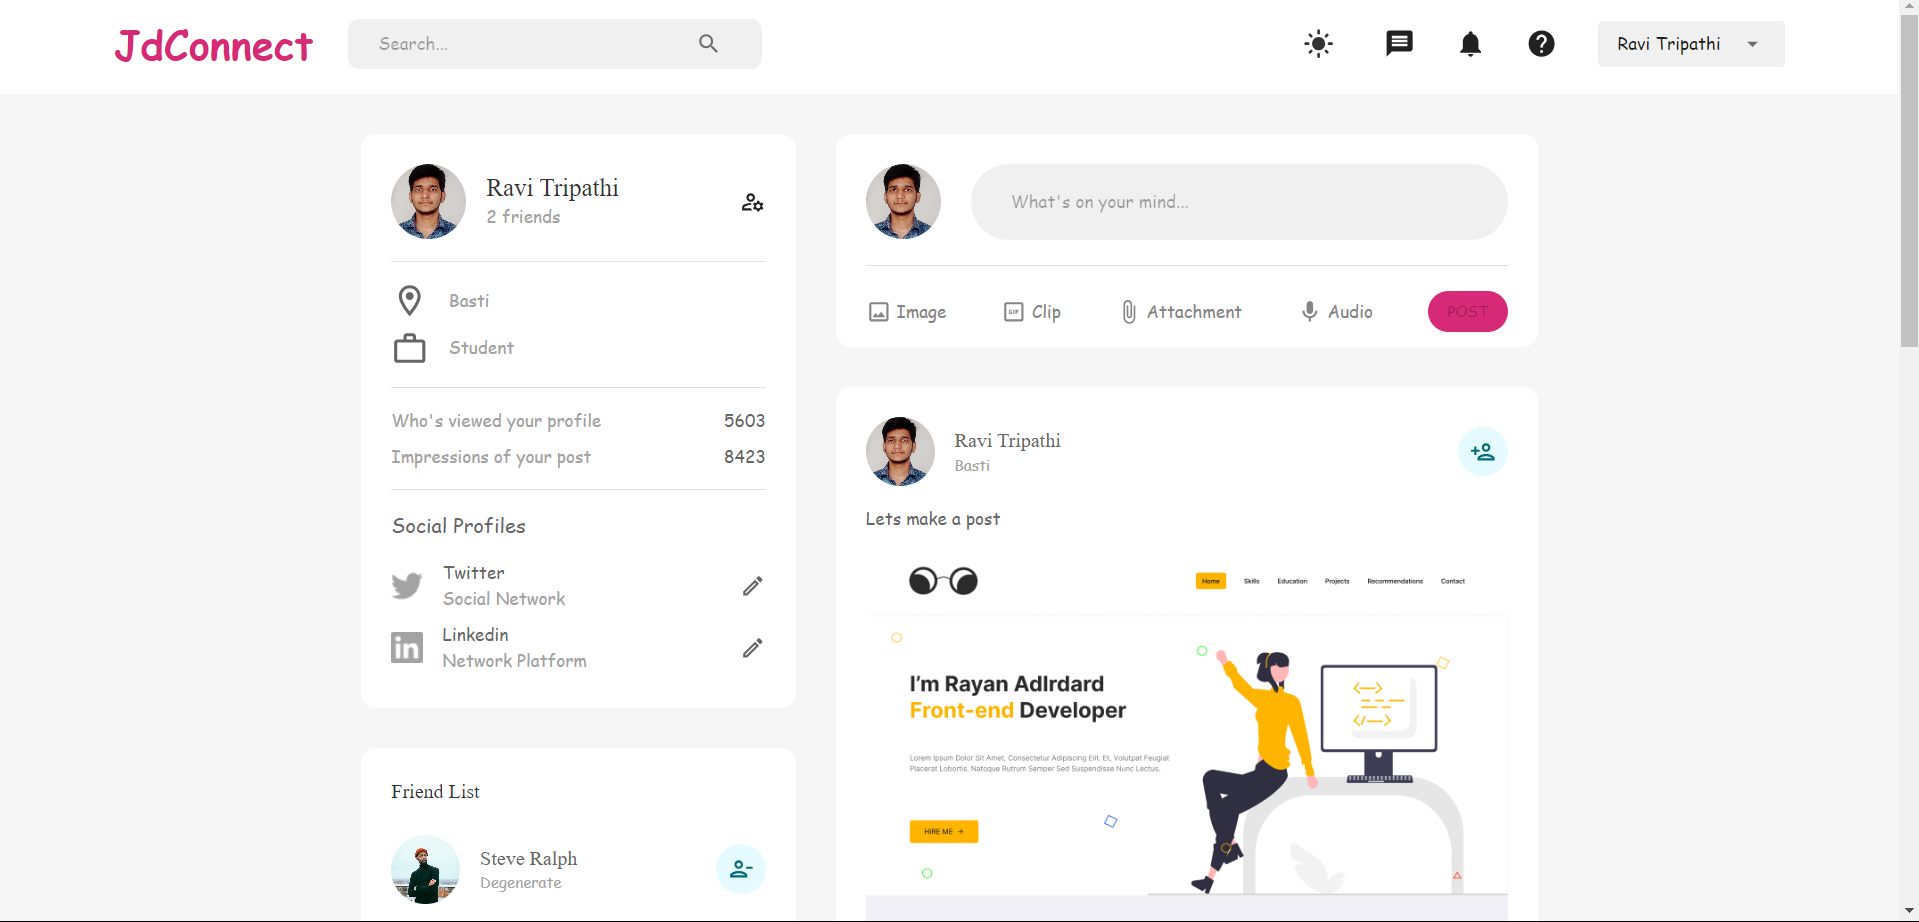 JdConnect
Search...
Ravi Tripathi
Ravi Tripathi
2 friends
Basti
Student
Who's viewed your profile 5603
Impressions of your post 8423
Social Profiles
Twitter
Social Network
Linkedin
Network Platform
Friend List
Steve Ralph
Degenerate
What's on your mind...
Image GIF Clip Attachment Audio POST
Ravi Tripathi
Basti
Lets make a post
Home Skills Education Projects Recommendations Contact
I'm Rayan Adlrdard
Front-end Developer
Lorem Ipsum Dolor Sit Amet, Consectetur Adipiscing Elit. Et, Volutpat Feugiat
Placerat Lobortis. Natoque Rutrum Semper Sed Suspendisse Nunc Lectus.
HIRE ME →